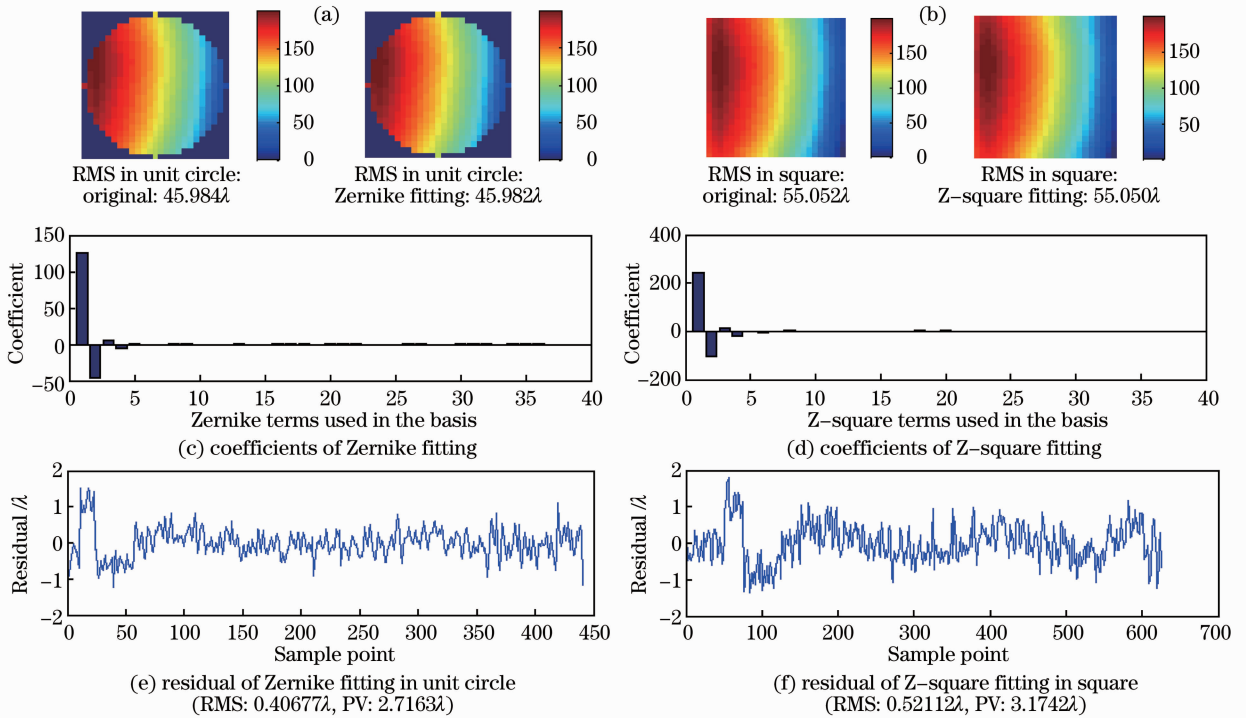 (a)
150
100
50
0
150
100
50
0
RMS in unit circle:
original: 45.984λ
RMS in unit circle:
Zernike fitting: 45.982λ
(b)
150
100
50
0
150
100
50
RMS in square:
original: 55.052λ
RMS in square:
Z−square fitting: 55.050λ
Coefficient
150
100
50
0
−50
0 5 10 15 20 25 30 35 40
Zernike terms used in the basis
(c) coefficients of Zernike fitting
Coefficient
400
200
0
−200
0 5 10 15 20 25 30 35 40
Z−square terms used in the basis
(d) coefficients of Z−square fitting
Residual /λ
2
1
0
−1
−2
0 50 100 150 200 250 300 350 400 450
Sample point
(e) residual of Zernike fitting in unit circle
(RMS: 0.40677λ, PV: 2.7163λ)
Residual /λ
2
1
0
−1
−2
0 100 200 300 400 500 600 700
Sample point
(f) residual of Z−square fitting in square
(RMS: 0.52112λ, PV: 3.1742λ)